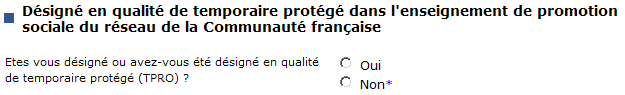 Désigné en qualité de temporaire protégé dans l'enseignement de promotion
sociale du réseau de la Communauté française
Etes vous désigné ou avez-vous été désigné en qualité
de temporaire protégé (TPRO) ?
Oui
Non*